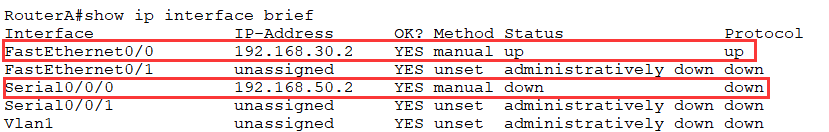 RouterA#show ip interface brief
Interface IP-Address OK? Method Status Protocol
FastEthernet0/0 192.168.30.2 YES manual up up
FastEthernet0/1 unassigned YES unset administratively down down
Serial0/0/0 192.168.50.2 YES manual down down
Serial0/0/1 unassigned YES unset administratively down down
Vlan1 unassigned YES unset administratively down down